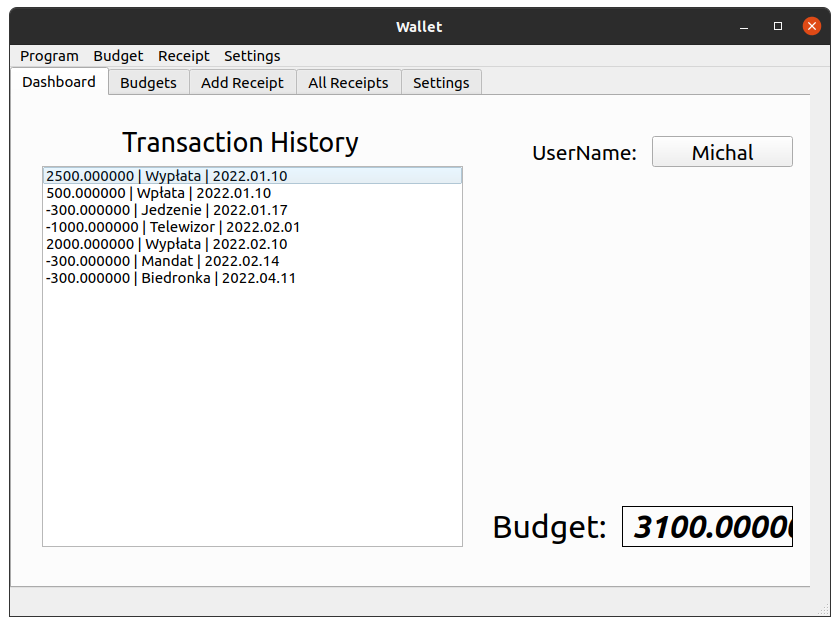 Wallet
Program Budget Receipt Settings
Dashboard Budgets Add Receipt All Receipts Settings
Transaction History
UserName: Michal
2500.000000 | Wypłata | 2022.01.10
500.000000 | Wpłata | 2022.01.10
-300.000000 | Jedzenie | 2022.01.17
-1000.000000 | Telewizor | 2022.02.01
2000.000000 | Wypłata | 2022.02.10
-300.000000 | Mandat | 2022.02.14
-300.000000 | Biedronka | 2022.04.11
Budget: 3100.00000